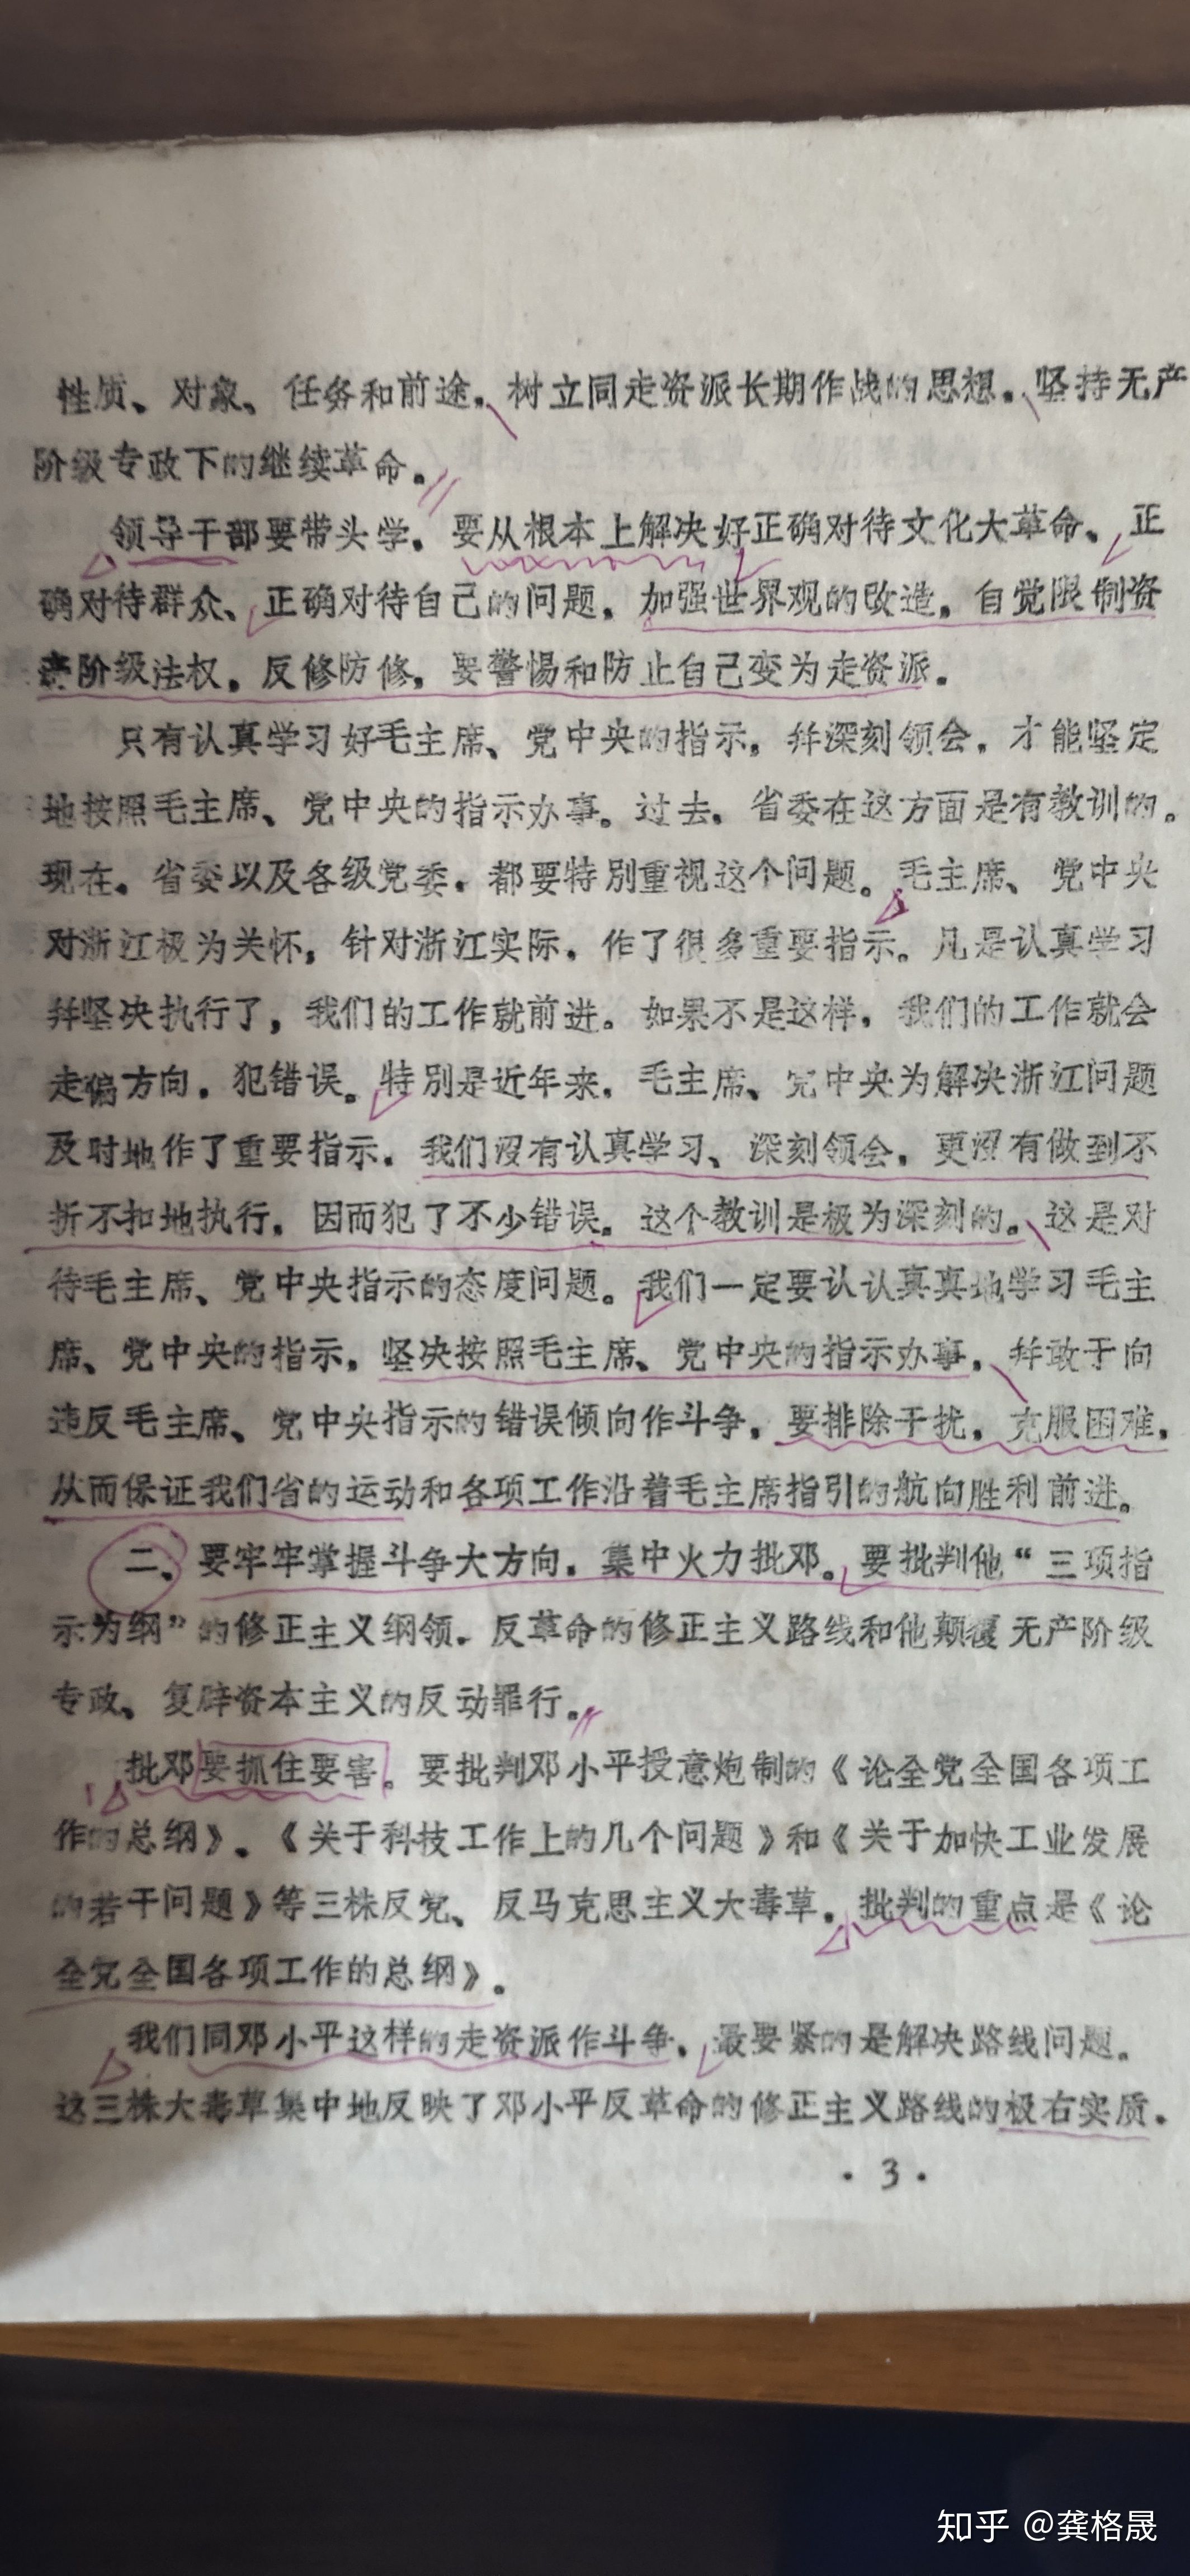 性质、对象、任务和前途，树立同走资派长期作战的思想，坚持无产
阶级专政下的继续革命。
领导干部要带头学，要从根本上解决好正确对待文化大革命、正
确对待群众、正确对待自己的问题，加强世界观的改造，自觉限制资
产阶级法权，反修防修，要警惕和防止自己变为走资派。
只有认真学习好毛主席、党中央的指示，并深刻领会，才能坚定
地按照毛主席、党中央的指示办事。过去，省委在这方面是有教训的。
现在，省委以及各级党委，都要特别重视这个问题。毛主席、党中央
对浙江极为关怀，针对浙江实际，作了很多重要指示。凡是认真学习
并坚决执行了，我们的工作就前进。如果不是这样，我们的工作就会
走偏方向，犯错误。特别是近年来，毛主席、党中央为解决浙江问题
及时地作了重要指示，我们没有认真学习、深刻领会，更没有做到不
折不扣地执行，因而犯了不少错误。这个教训是极为深刻的。这是对
待毛主席、党中央指示的态度问题。我们一定要认认真真地学习毛主
席、党中央的指示，坚决按照毛主席、党中央的指示办事，并敢于向
违反毛主席、党中央指示的错误倾向作斗争，要排除干扰，克服困难，
从而保证我们省的运动和各项工作沿着毛主席指引的航向胜利前进。
二、要牢牢掌握斗争大方向，集中火力批邓。要批判他“三项指
示为纲”的修正主义纲领，反革命的修正主义路线和他颠覆无产阶级
专政、复辟资本主义的反动罪行。
批邓要抓住要害。要批判邓小平授意炮制的《论全党全国各项工
作的总纲》、《关于科技工作上的几个问题》和《关于加快工业发展
的若干问题》等三株反党、反马克思主义大毒草，批判的重点是《论
全党全国各项工作的总纲》。
我们同邓小平这样的走资派作斗争，最要紧的是解决路线问题。
这三株大毒草集中地反映了邓小平反革命的修正主义路线的极右实质。
·3·
知乎 @龚格晟